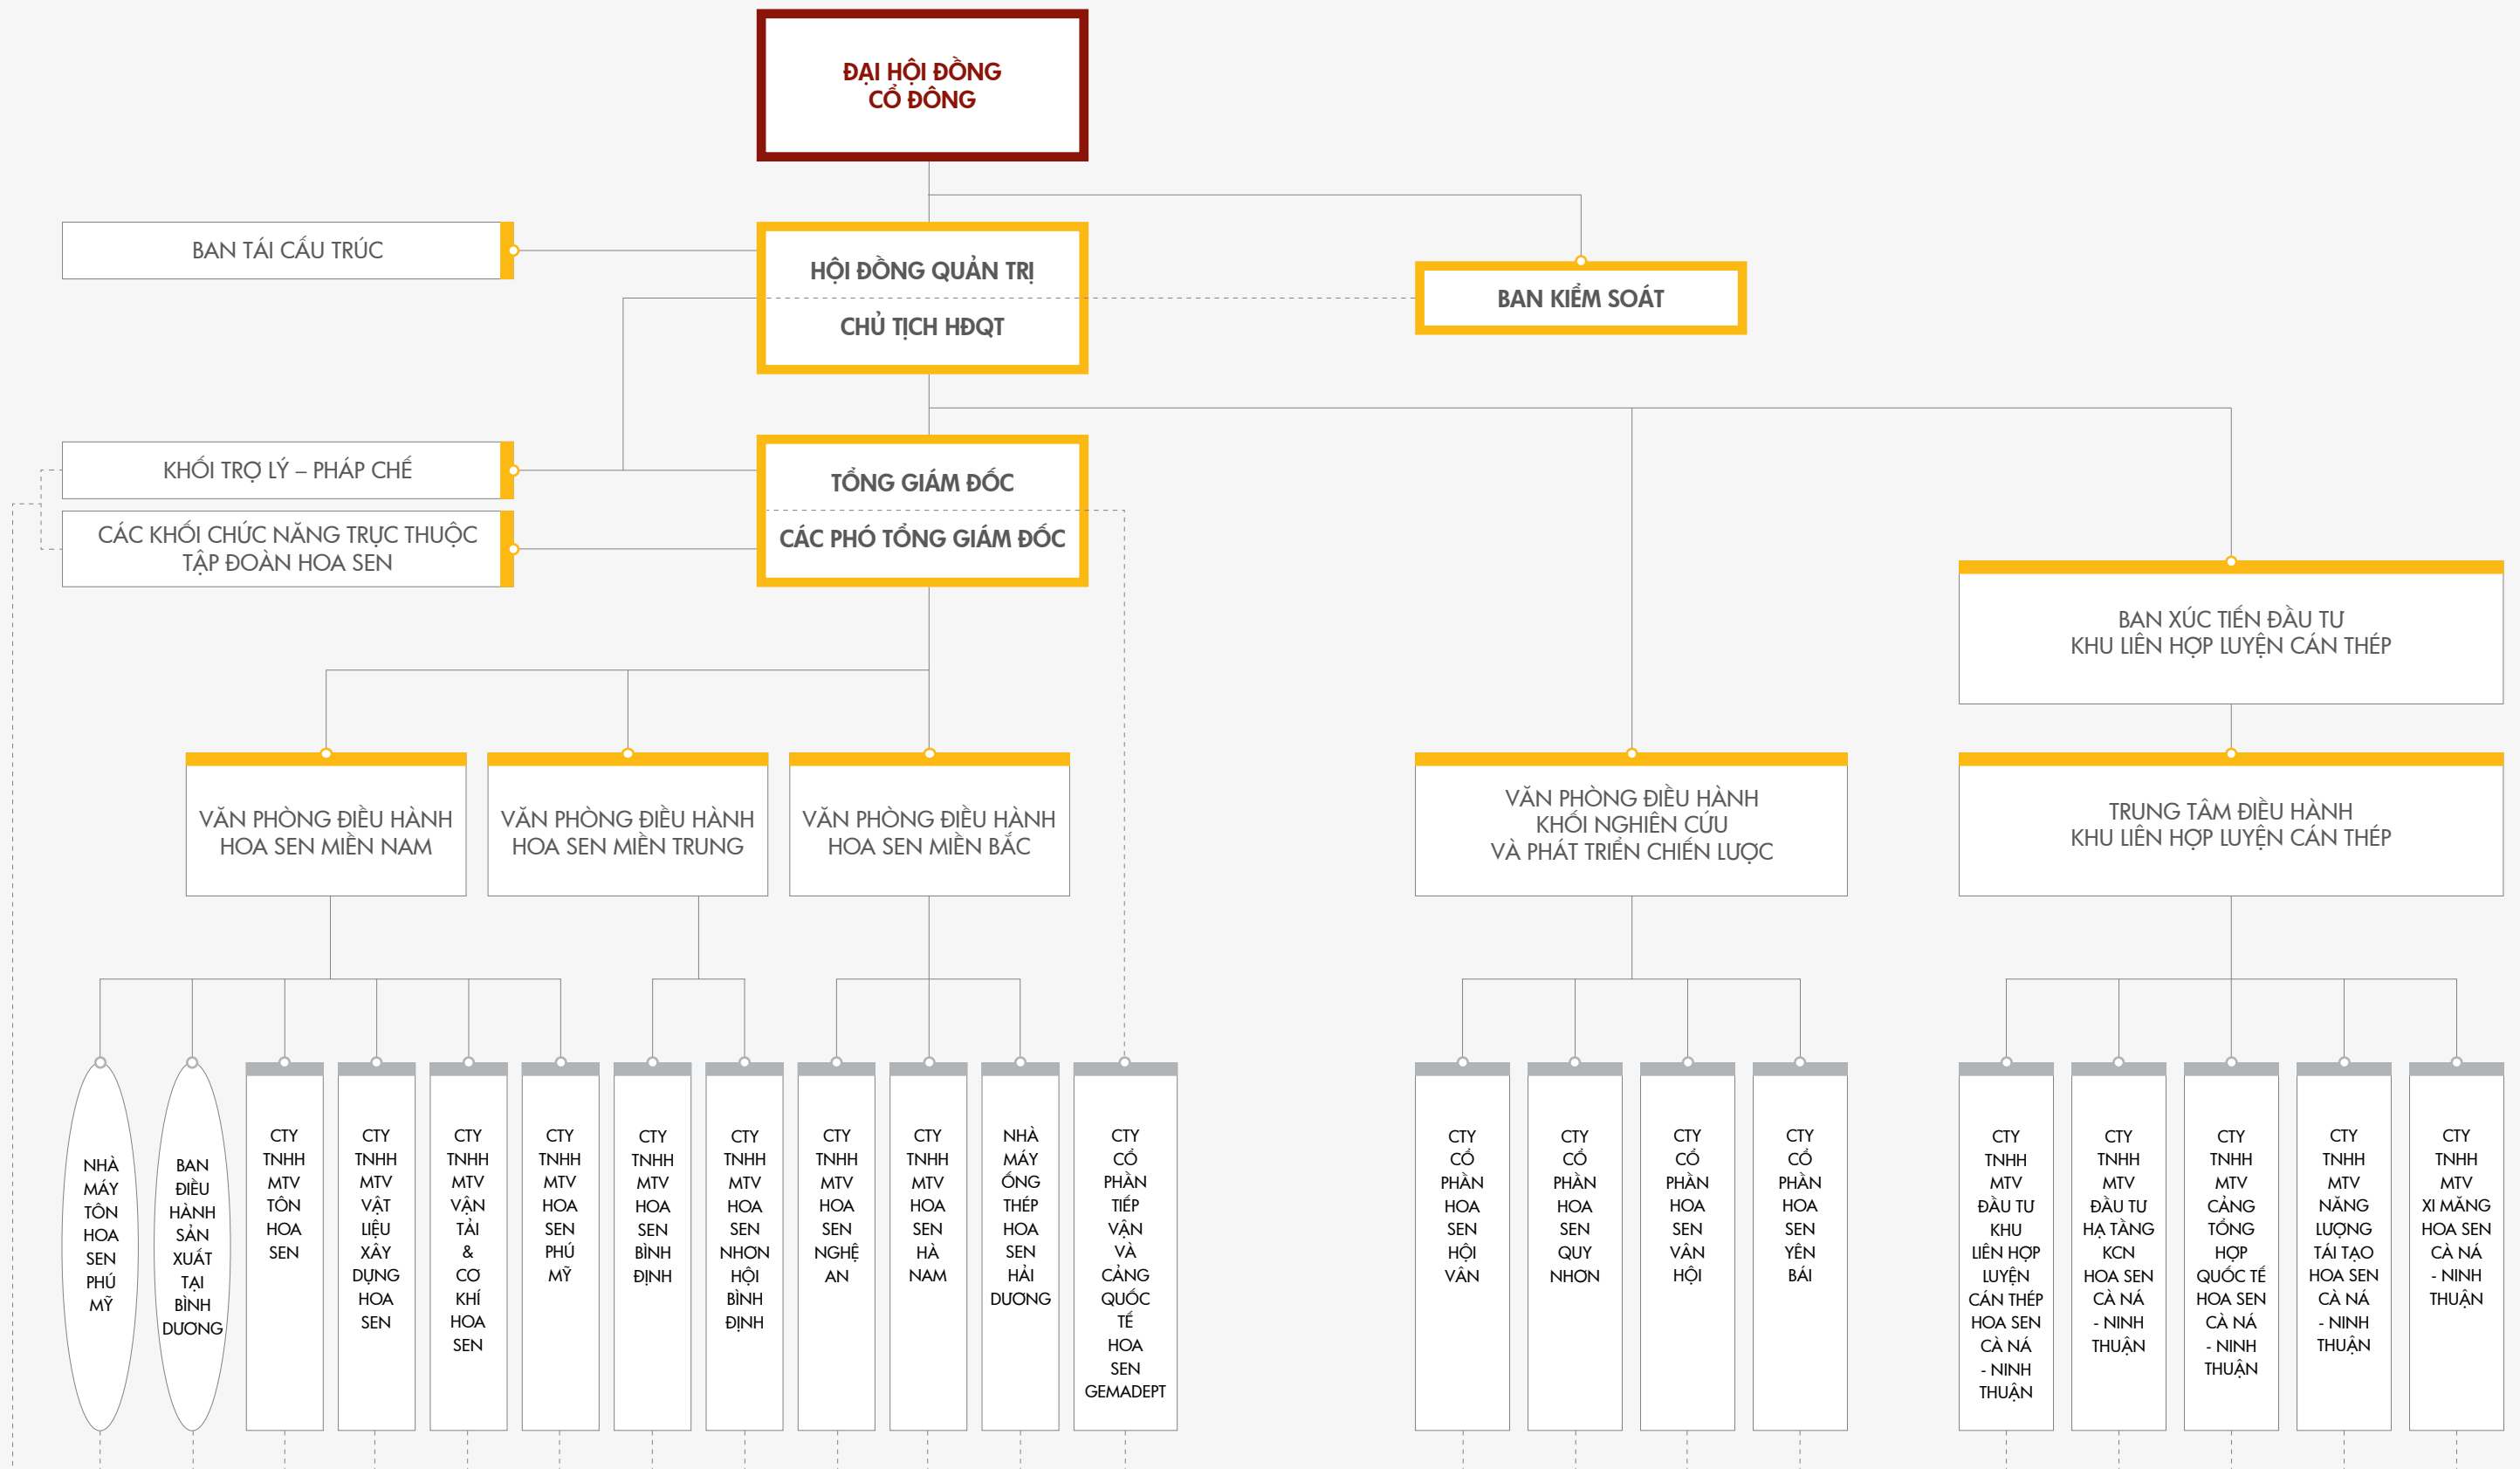 ĐẠI HỘI ĐỒNG
CỔ ĐÔNG
BAN TÁI CẤU TRÚC
HỘI ĐỒNG QUẢN TRỊ
CHỦ TỊCH HĐQT
BAN KIỂM SOÁT
KHỐI TRỢ LÝ – PHÁP CHẾ
CÁC KHỐI CHỨC NĂNG TRỰC THUỘC
TẬP ĐOÀN HOA SEN
TỔNG GIÁM ĐỐC
CÁC PHÓ TỔNG GIÁM ĐỐC
BAN XÚC TIẾN ĐẦU TƯ
KHU LIÊN HỢP LUYỆN CÁN THÉP
VĂN PHÒNG ĐIỀU HÀNH
HOA SEN MIỀN NAM
VĂN PHÒNG ĐIỀU HÀNH
HOA SEN MIỀN TRUNG
VĂN PHÒNG ĐIỀU HÀNH
HOA SEN MIỀN BẮC
VĂN PHÒNG ĐIỀU HÀNH
KHỐI NGHIÊN CỨU
VÀ PHÁT TRIỂN CHIẾN LƯỢC
TRUNG TÂM ĐIỀU HÀNH
KHU LIÊN HỢP LUYỆN CÁN THÉP
NHÀ
MÁY
TÔN
HOA
SEN
PHÚ
MỸ
BAN
ĐIỀU
HÀNH
SẢN
XUẤT
TẠI
BÌNH
DƯƠNG
CTY
TNHH
MTV
TÔN
HOA
SEN
CTY
TNHH
MTV
VẬT
LIỆU
XÂY
DỰNG
HOA
SEN
CTY
TNHH
MTV
VẬN
TẢI
&
CƠ
KHÍ
HOA
SEN
CTY
TNHH
MTV
HOA
SEN
PHÚ
MỸ
CTY
TNHH
MTV
HOA
SEN
BÌNH
ĐỊNH
CTY
TNHH
MTV
HOA
SEN
NHƠN
HỘI
BÌNH
ĐỊNH
CTY
TNHH
MTV
HOA
SEN
NGHỆ
AN
CTY
TNHH
MTV
HOA
SEN
HÀ
NAM
NHÀ
MÁY
ỐNG
THÉP
HOA
SEN
HẢI
DƯƠNG
CTY
CỔ
PHẦN
TIẾP
VẬN
VÀ
CẢNG
QUỐC
TẾ
HOA
SEN
GEMADEPT
CTY
CỔ
PHẦN
HOA
SEN
HỘI
VÂN
CTY
CỔ
PHẦN
HOA
SEN
QUY
NHƠN
CTY
CỔ
PHẦN
HOA
SEN
VÂN
HỘI
CTY
CỔ
PHẦN
HOA
SEN
YÊN
BÁI
CTY
TNHH
MTV
ĐẦU TƯ
KHU
LIÊN HỢP
LUYỆN
CÁN THÉP
HOA SEN
CÀ NÁ
- NINH
THUẬN
CTY
TNHH
MTV
ĐẦU TƯ
HẠ TẦNG
KCN
HOA SEN
CÀ NÁ
- NINH
THUẬN
CTY
TNHH
MTV
CẢNG
TỔNG
HỢP
QUỐC TẾ
HOA SEN
CÀ NÁ
- NINH
THUẬN
CTY
TNHH
MTV
NĂNG
LƯỢNG
TÁI TẠO
HOA SEN
CÀ NÁ
- NINH
THUẬN
CTY
TNHH
MTV
XI MĂNG
HOA SEN
CÀ NÁ
- NINH
THUẬN